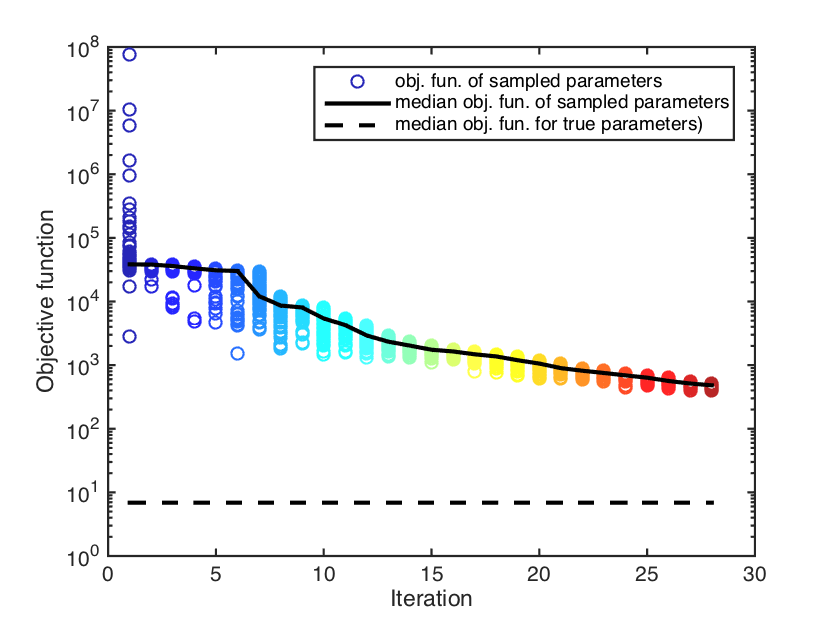 10^8
10^7
10^6
10^5
10^4
10^3
10^2
10^1
10^0
0 5 10 15 20 25 30
Objective function
Iteration
obj. fun. of sampled parameters
median obj. fun. of sampled parameters
median obj. fun. for true parameters)